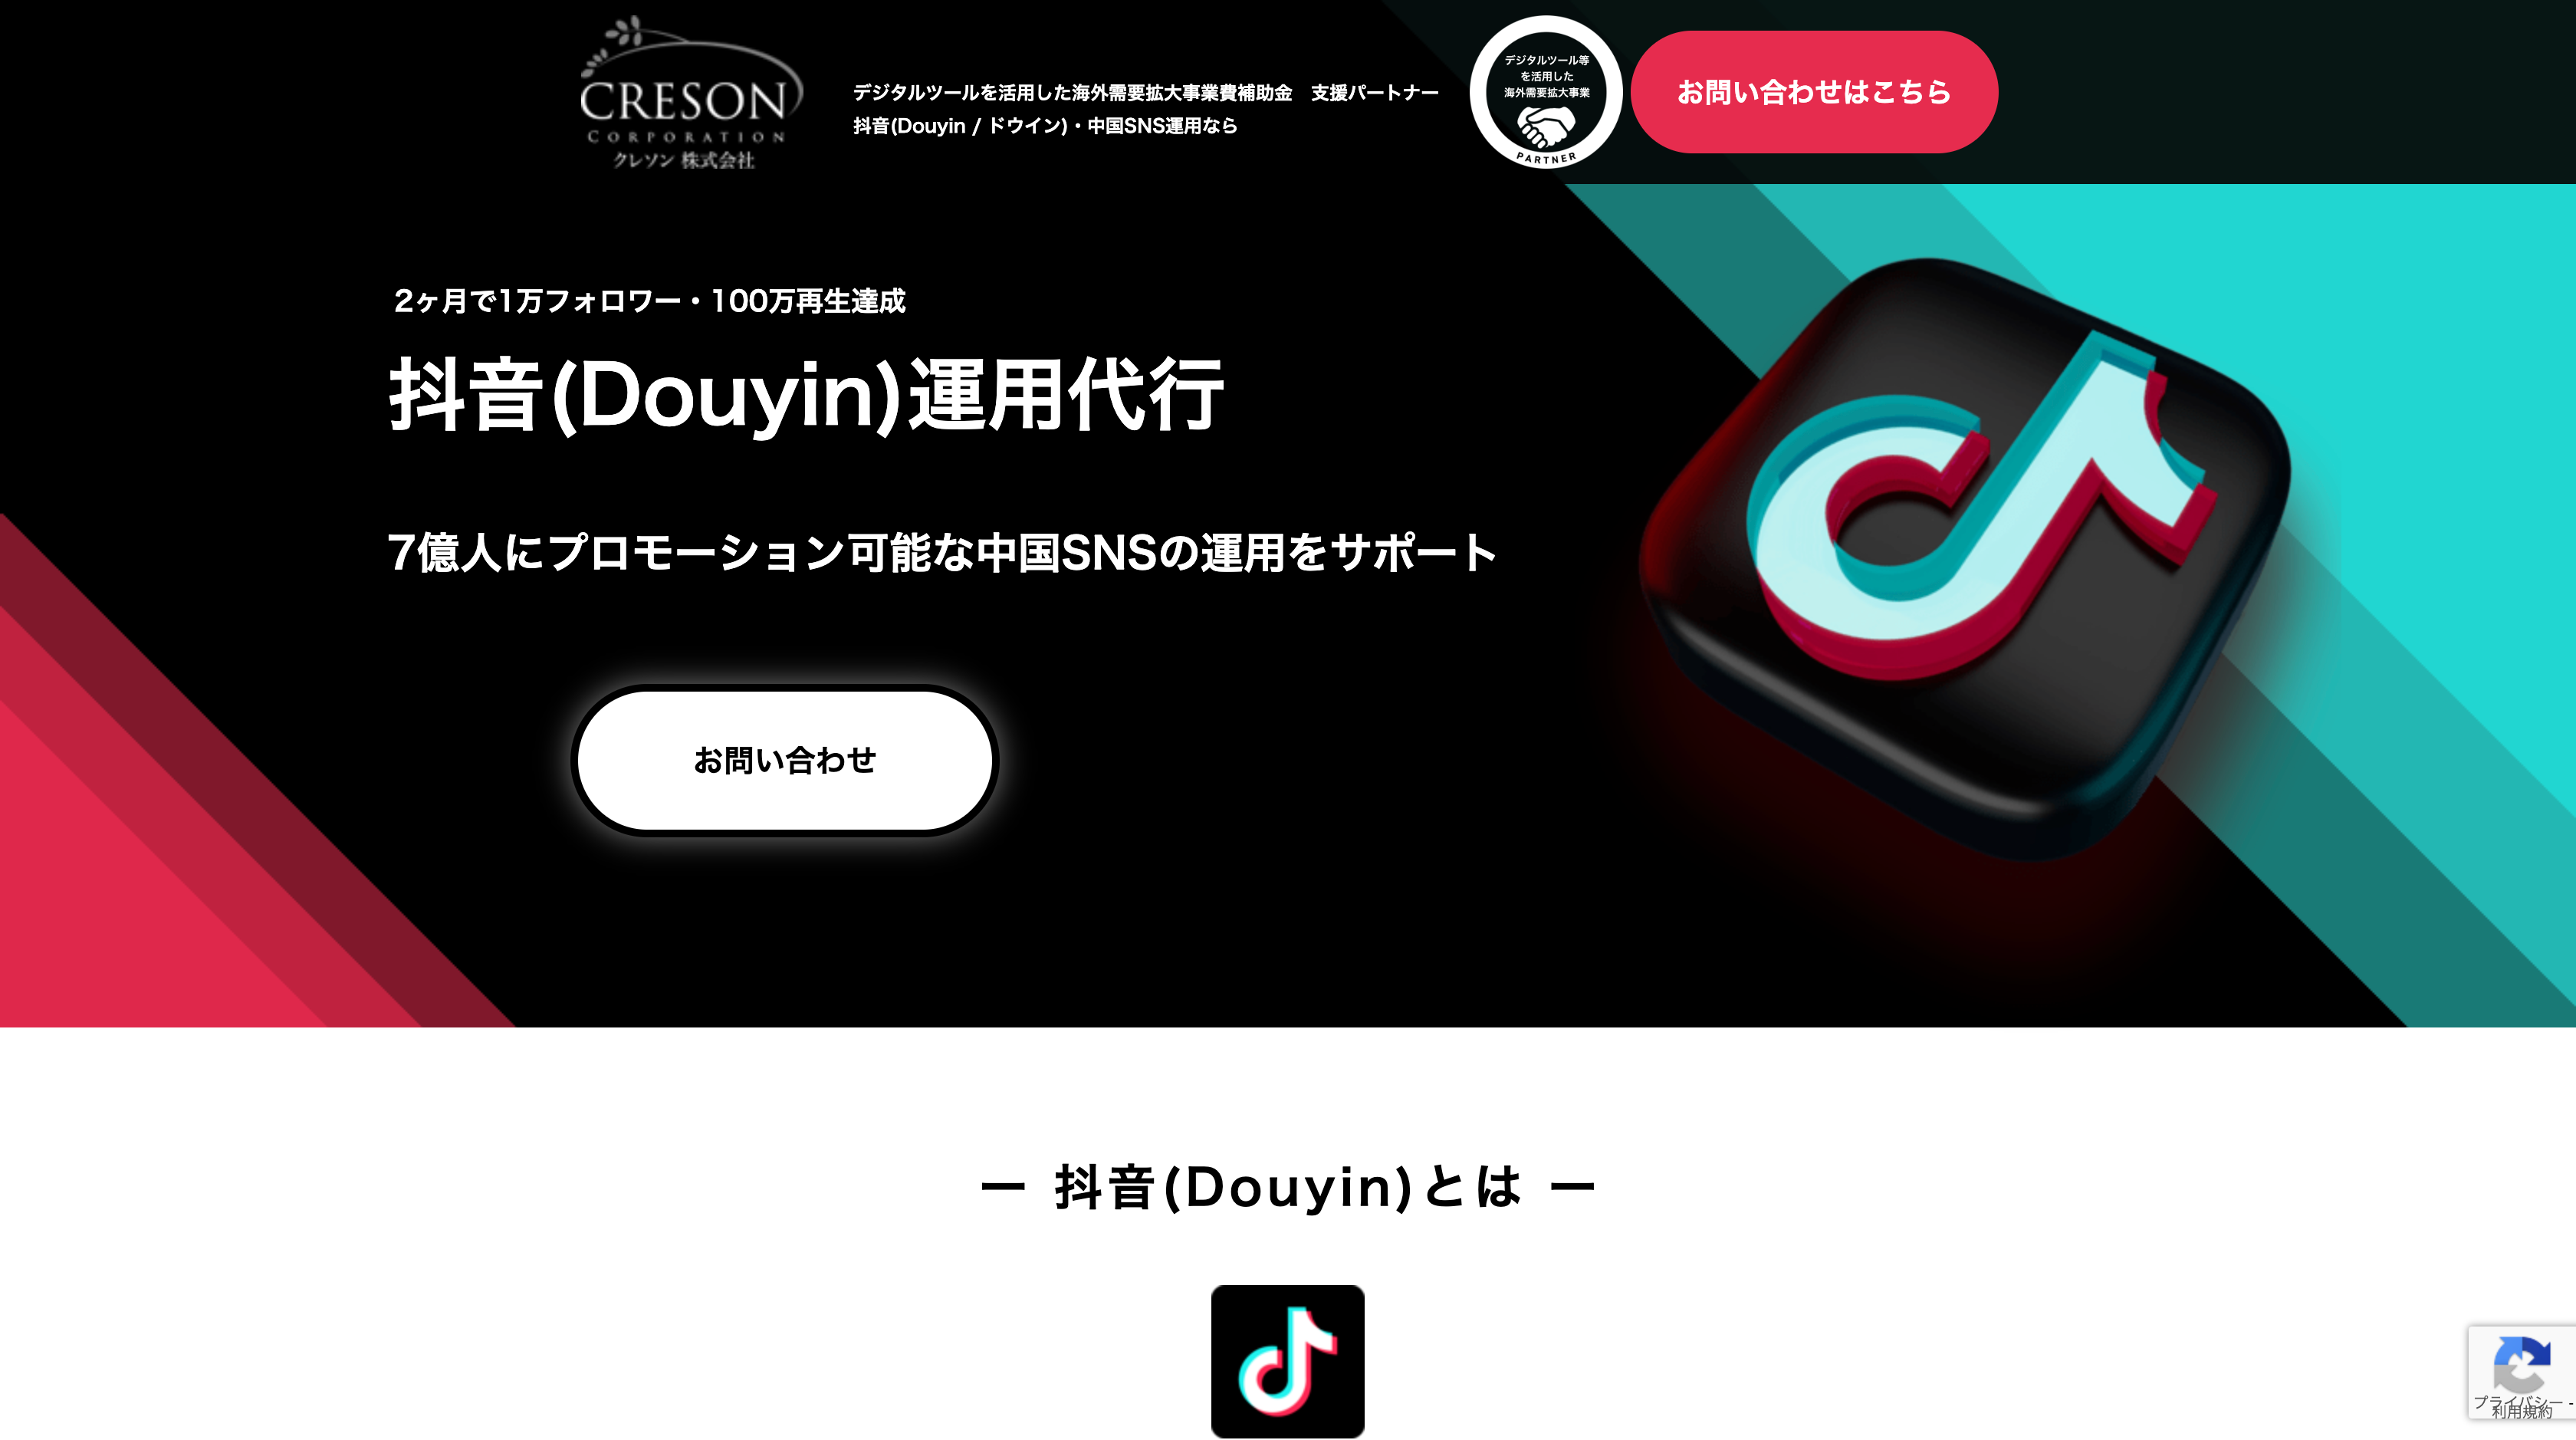 CRESON
CORPORATION
クレソン 株式会社
デジタルツールを活用した海外需要拡大事業費補助金　支援パートナー
抖音(Douyin / ドウイン)・中国SNS運用なら
デジタルツール等
を活用した
海外需要拡大事業
PARTNER
お問い合わせはこちら
2ヶ月で1万フォロワー・100万再生達成
抖音(Douyin)運用代行
7億人にプロモーション可能な中国SNSの運用をサポート
お問い合わせ
ー 抖音(Douyin)とは ー
プライバシー -
利用規約